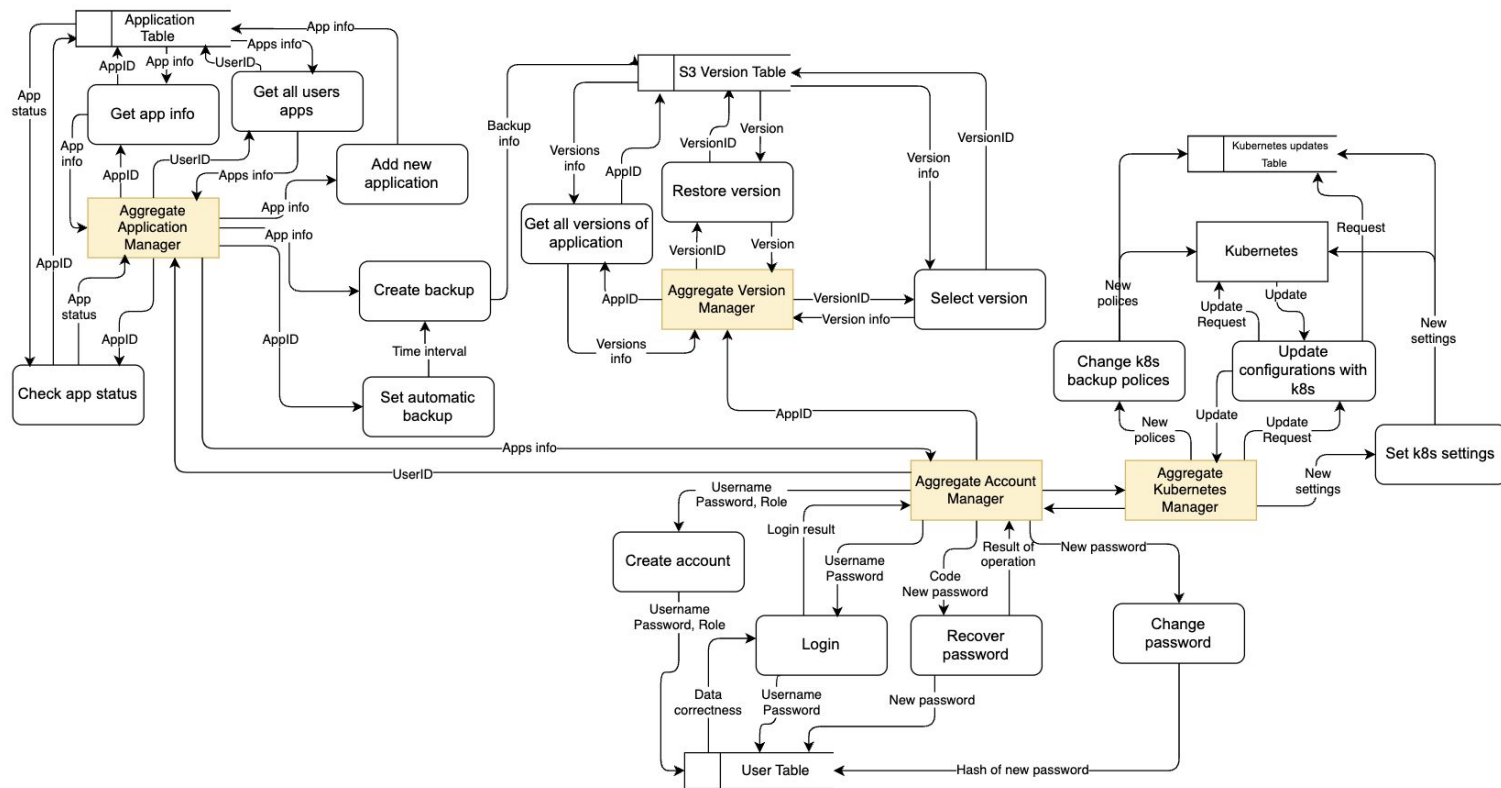 Application
Table
App info
Apps info
AppID
App info
UserID
App
status
Get app info
Get all users
apps
App
info
AppID
UserID
Apps info
Add new
application
Aggregate
Application
Manager
App info
App info
AppID
App
status
AppID
AppID
Check app status
Create backup
Time interval
Set automatic
backup
Backup
info
S3 Version Table
Versions
info
AppID
VersionID
Version
Version
info
VersionID
Restore version
Get all versions of
application
VersionID
Version
AppID
Aggregate Version
Manager
VersionID
Version info
Select version
Versions
info
AppID
Apps info
UserID
Kubernetes updates
Table
Request
Kubernetes
New
polices
Update
Request
Update
New
settings
Change k8s
backup polices
Update
configurations with
k8s
Update
New
polices
Update
Request
Set k8s settings
New
settings
Aggregate Account
Manager
Aggregate
Kubernetes
Manager
Username
Password, Role
Login result
Create account
Username
Password
Code
New password
Result of
operation
New password
Username
Password, Role
Login
Recover
password
Change
password
Data
correctness
Username
Password
New password
User Table
Hash of new password